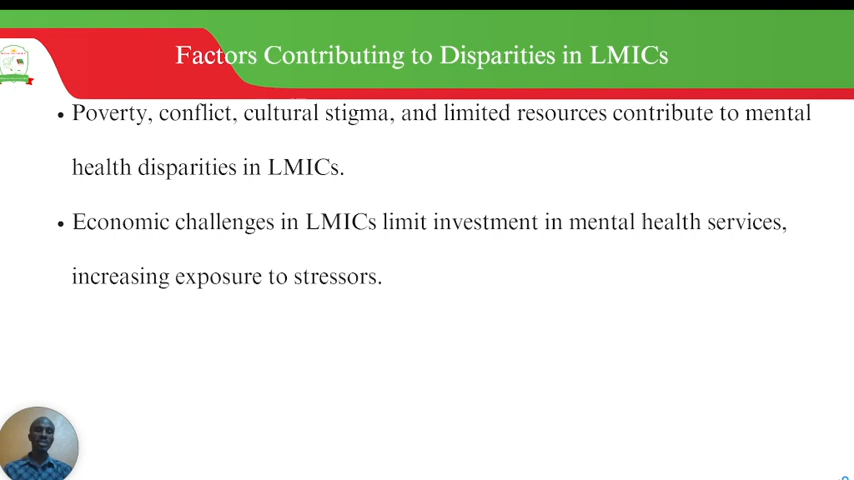 Factors Contributing to Disparities in LMICs
• Poverty, conflict, cultural stigma, and limited resources contribute to mental
health disparities in LMICs.
• Economic challenges in LMICs limit investment in mental health services,
increasing exposure to stressors.